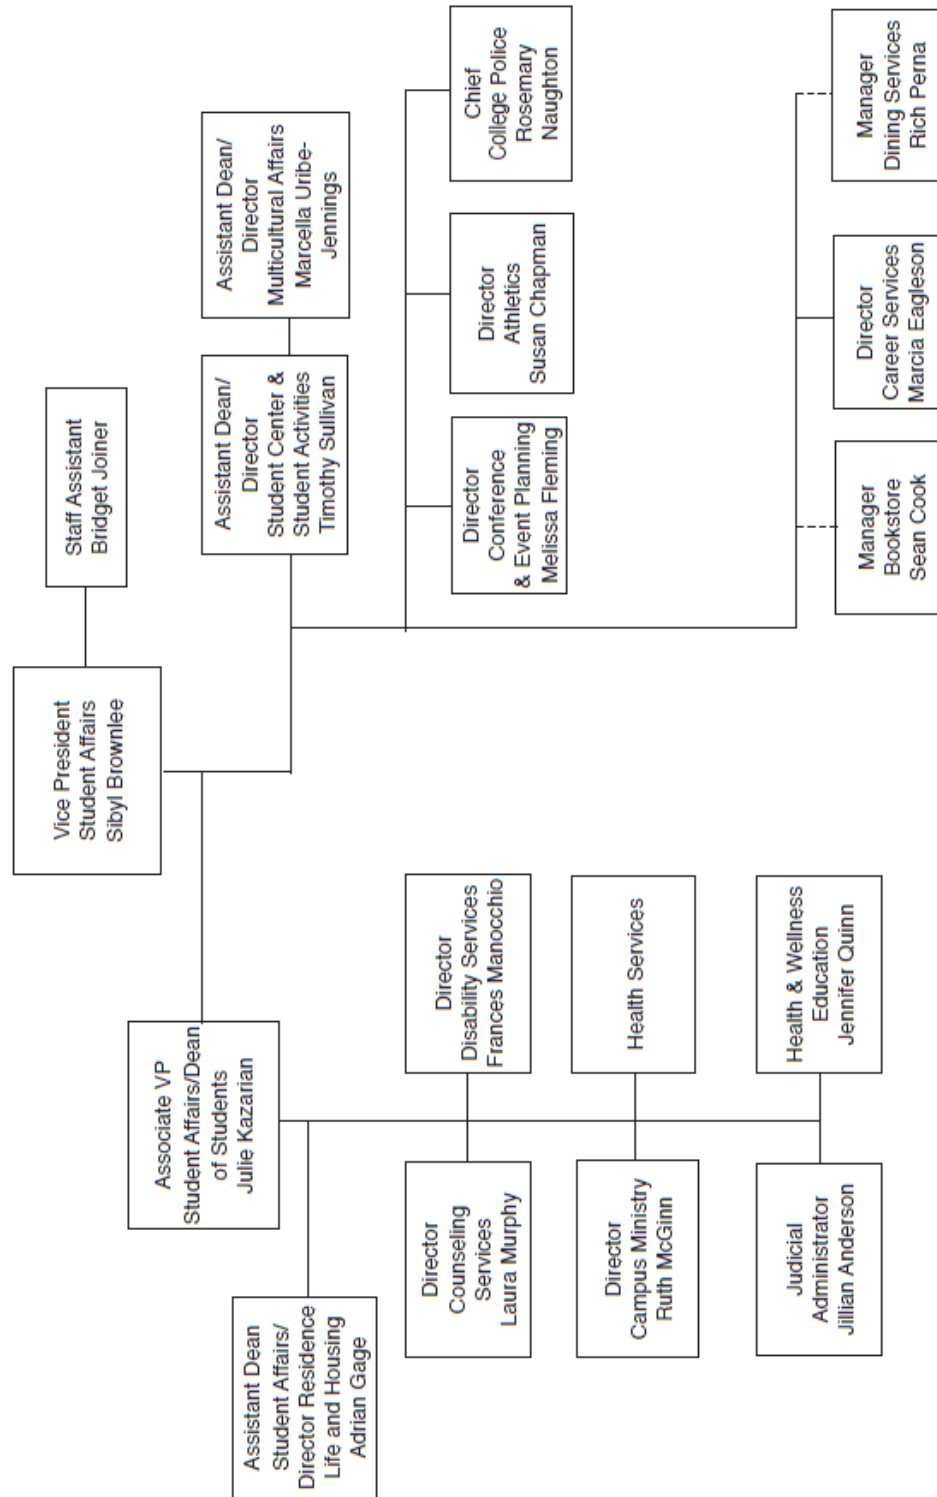 Vice President
Student Affairs
Sibyl Brownlee
Staff Assistant
Bridget Joiner
Associate VP
Student Affairs/Dean
of Students
Julie Kazarian
Assistant Dean/
Director
Student Center &
Student Activities
Timothy Sullivan
Assistant Dean/
Director
Multicultural Affairs
Marcella Uribe-
Jennings
Assistant Dean
Student Affairs/
Director Residence
Life and Housing
Adrian Gage
Director
Counseling
Services
Laura Murphy
Director
Disability Services
Frances Manocchio
Director
Conference
& Event Planning
Melissa Fleming
Director
Athletics
Susan Chapman
Chief
College Police
Rosemary
Naughton
Director
Campus Ministry
Ruth McGinn
Health Services
Judicial
Administrator
Jillian Anderson
Health & Wellness
Education
Jennifer Quinn
Manager
Bookstore
Sean Cook
Director
Career Services
Marcia Eagleson
Manager
Dining Services
Rich Perna